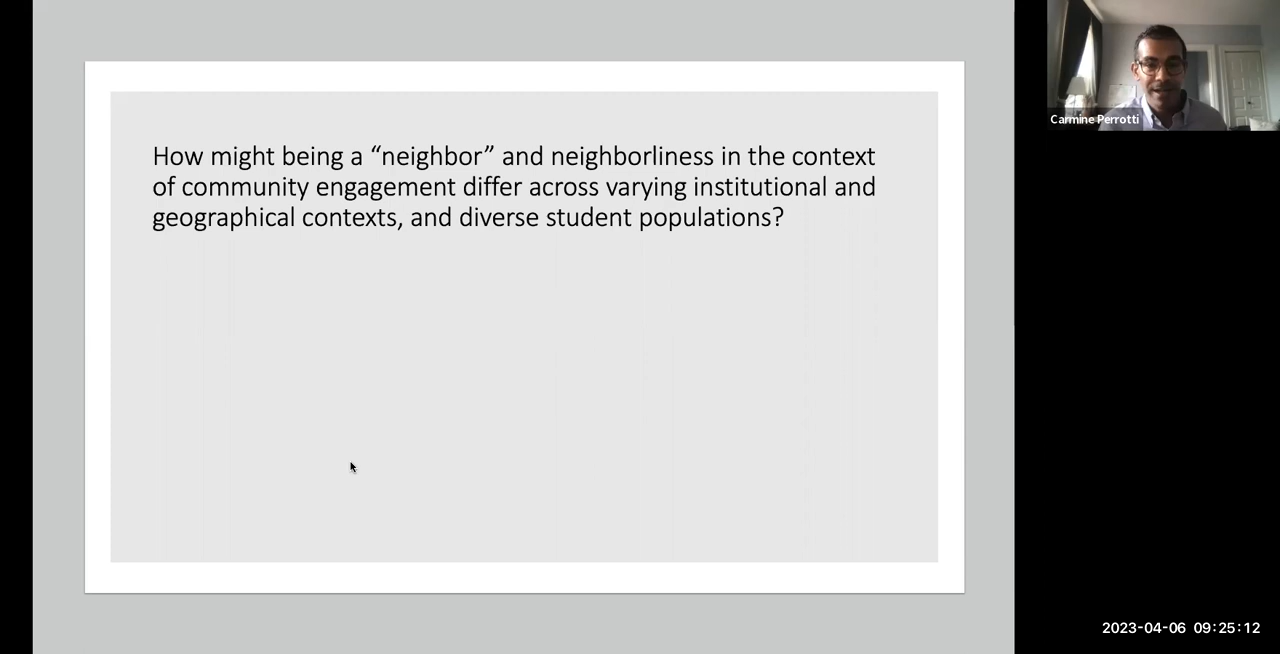 How might being a “neighbor” and neighborliness in the context
of community engagement differ across varying institutional and
geographical contexts, and diverse student populations?
Carmine Perrotti
2023-04-06 09:25:12